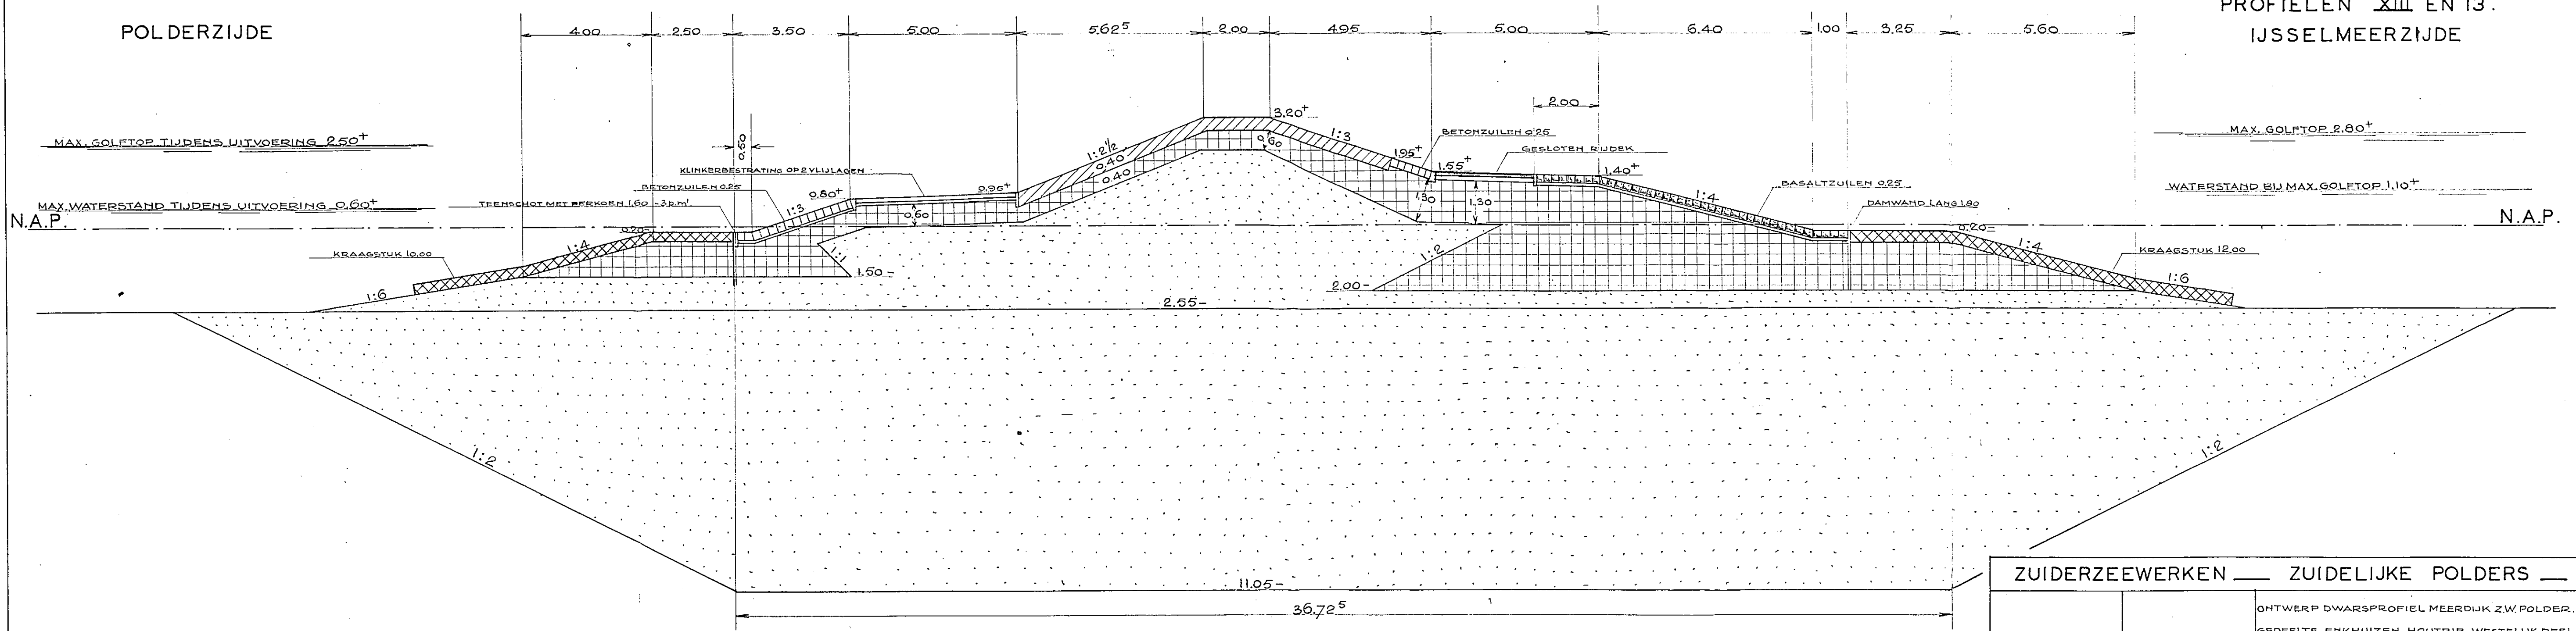 PROFIELEN XIII EN 13.
POLDERZIJDE
IJSSELMEERZIJDE
4.00 2.50 3.50 5.00 5.62⁵ 2.00 4.95 5.00 6.40 1.00 3.25 5.60
2.00
3.20+
MAX. GOLFTOP TIJDENS UITVOERING 2.50+
MAX. GOLFTOP 2.80+
0.50
1:2½
0.40
0.40
0.60
1:3
1.95+
BETONZUILEN 0.25
GESLOTEN RIJDEK
KLINKERBESTRATING OP 2 VLIJLAGEN
1.55+
1.40+
BETONZUILEN 0.25
0.80+
0.95+
1:4
BASALTZUILEN 0.25
WATERSTAND BIJ MAX. GOLFTOP 1.10+
MAX. WATERSTAND TIJDENS UITVOERING 0.60+
TEENSCHOT MET PERKOEN 1.60 - 3 p.m¹
1:3
0.60
1.30
1.30
DAMWAND LANG 1.80
N.A.P.
N.A.P.
0.20-
0.20-
KRAAGSTUK 10.00
1:4
1:1
1:2
1:4
KRAAGSTUK 12.00
1.50-
2.00-
1:6
1:6
2.55-
1:2
1:2
11.05-
36.72⁵
ZUIDERZEEWERKEN — ZUIDELIJKE POLDERS —
ONTWERP DWARSPROFIEL MEERDIJK Z.W. POLDER.
GEDEELTE ENKHUIZEN-HOUTRIB WESTELIJK DEEL